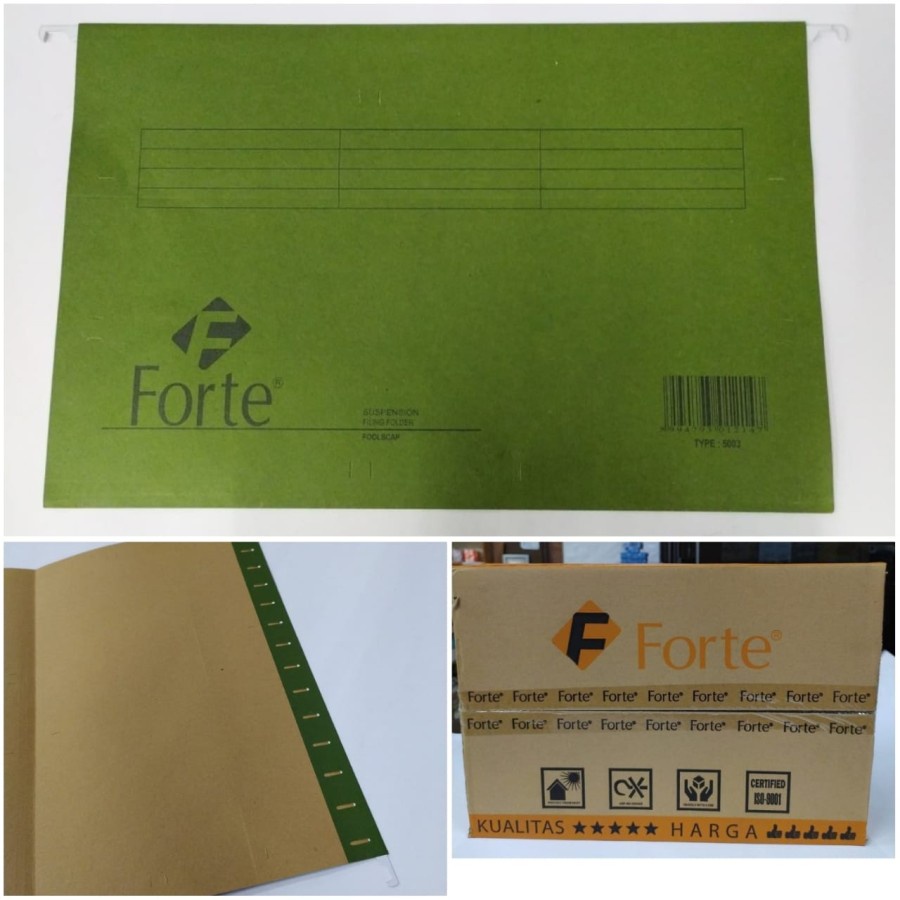 F
Forte®
SUSPENSION
FILING FOLDER
FOOLSCAP
TYPE : 5002
F Forte®
Forte® Forte® Forte® Forte® Forte® Forte® Forte® Forte® Forte®
Forte® Forte® Forte® Forte® Forte® Forte® Forte® Forte® Forte®
CERTIFIED
ISO-9001
KUALITAS ★★★★★ HARGA